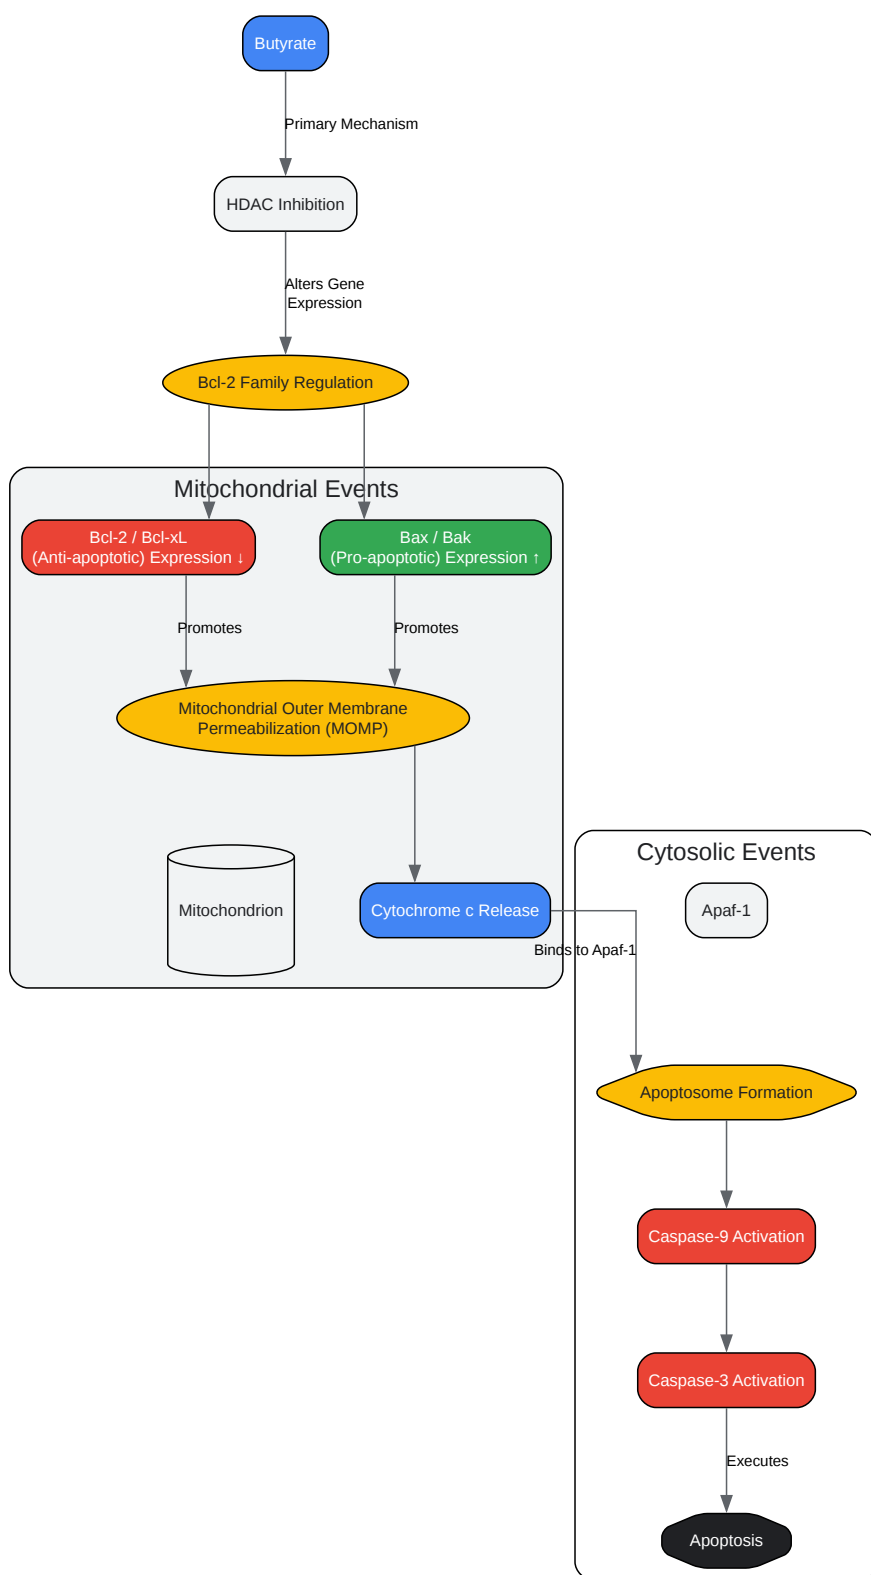 Butyrate
Primary Mechanism
HDAC Inhibition
Alters Gene
Expression
Bcl-2 Family Regulation
Mitochondrial Events
Bcl-2 / Bcl-xL
(Anti-apoptotic) Expression ↓
Bax / Bak
(Pro-apoptotic) Expression ↑
Promotes
Promotes
Mitochondrial Outer Membrane
Permeabilization (MOMP)
Cytosolic Events
Mitochondrion
Cytochrome c Release
Apaf-1
Binds to Apaf-1
Apoptosome Formation
Caspase-9 Activation
Caspase-3 Activation
Executes
Apoptosis